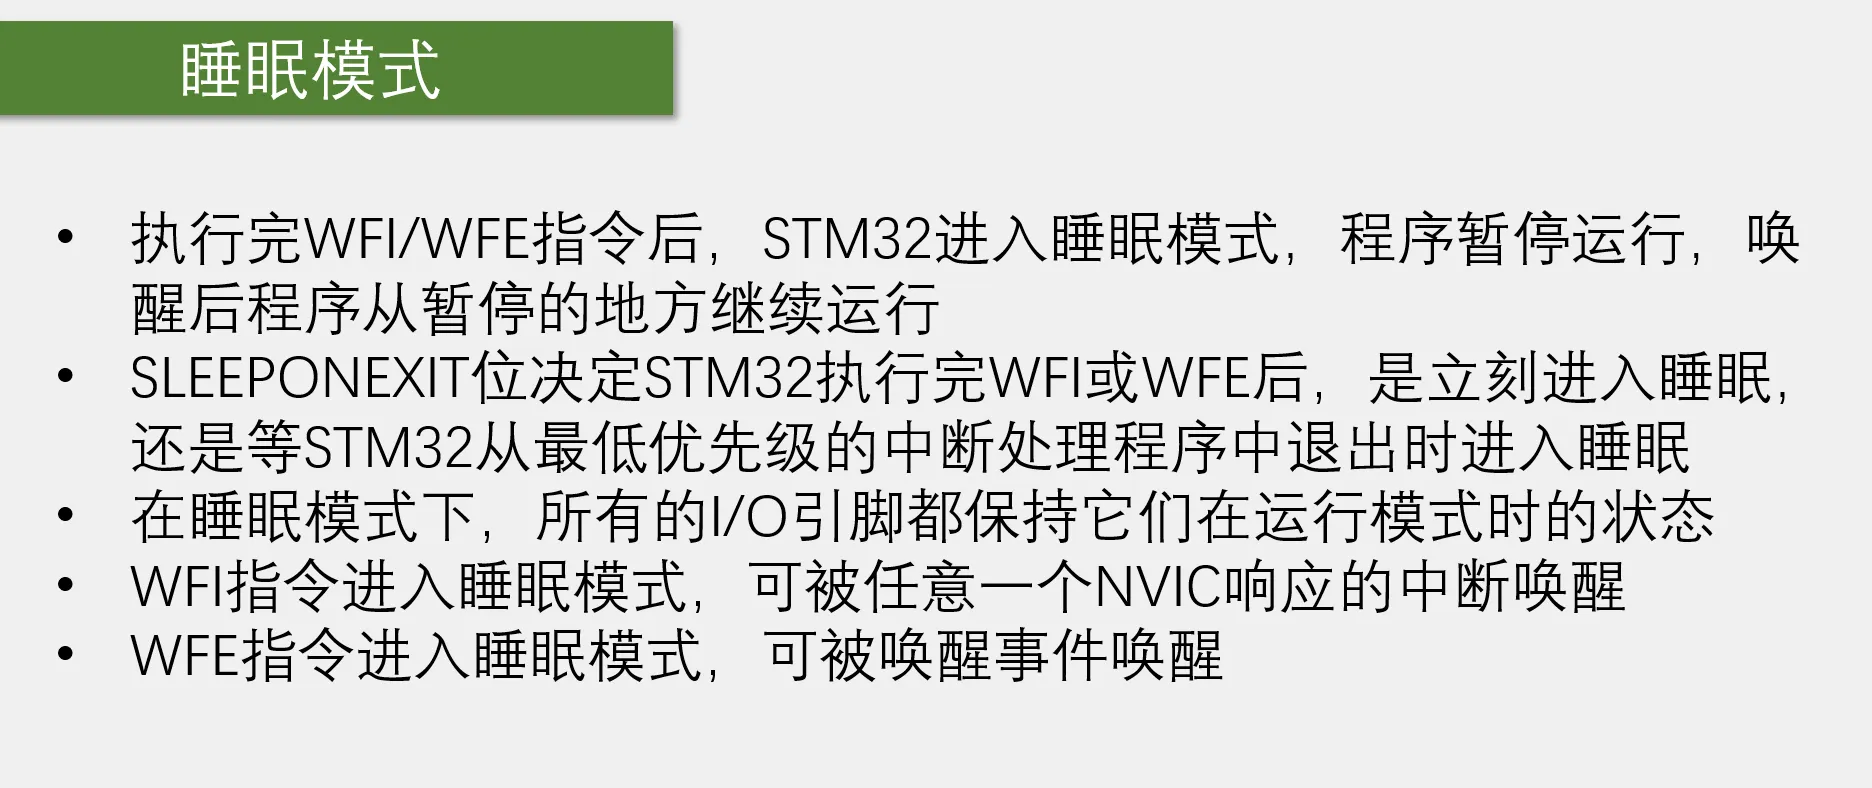 睡眠模式
• 执行完WFI/WFE指令后，STM32进入睡眠模式，程序暂停运行，唤
醒后程序从暂停的地方继续运行
• SLEEPONEXIT位决定STM32执行完WFI或WFE后，是立刻进入睡眠，
还是等STM32从最低优先级的中断处理程序中退出时进入睡眠
• 在睡眠模式下，所有的I/O引脚都保持它们在运行模式时的状态
• WFI指令进入睡眠模式，可被任意一个NVIC响应的中断唤醒
• WFE指令进入睡眠模式，可被唤醒事件唤醒